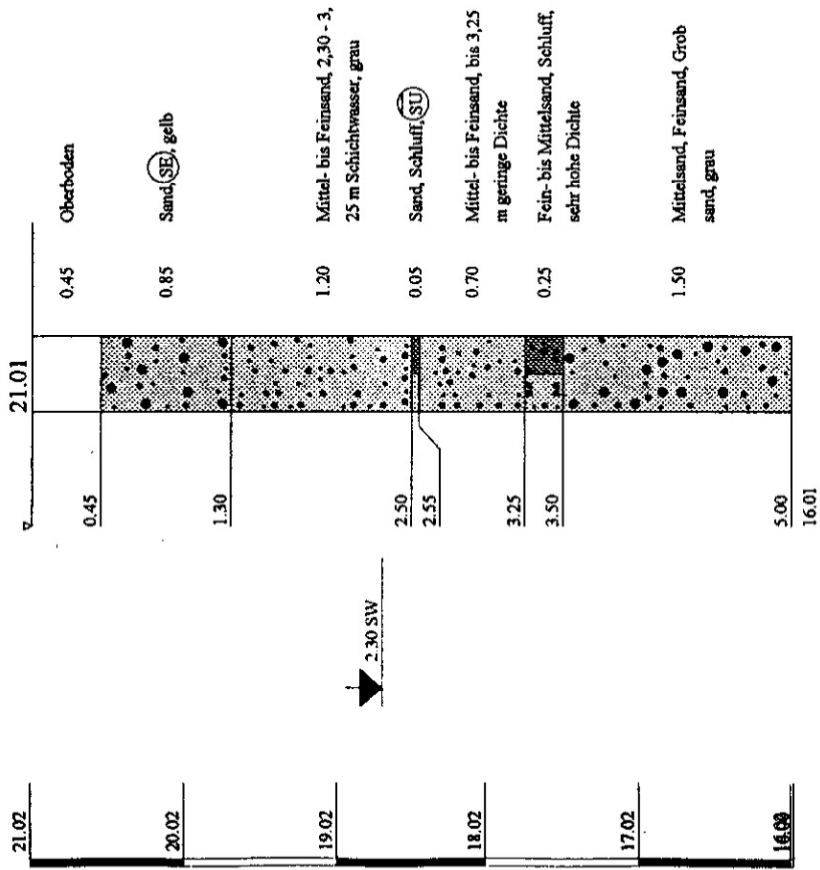 21.01
0.45 Oberboden
0.85 Sand, SE, gelb
1.20 Mittel- bis Feinsand, 2,30 - 3,
25 m Schichtwasser, grau
0.05 Sand, Schluff, SU
0.70 Mittel- bis Feinsand, bis 3,25
m geringe Dichte
0.25 Fein- bis Mittelsand, Schluff,
sehr hohe Dichte
1.50 Mittelsand, Feinsand, Grob
sand, grau
0.45
1.30
2.50
2.55
3.25
3.50
5.00
16.01
2.30 SW
21.02
20.02
19.02
18.02
17.02